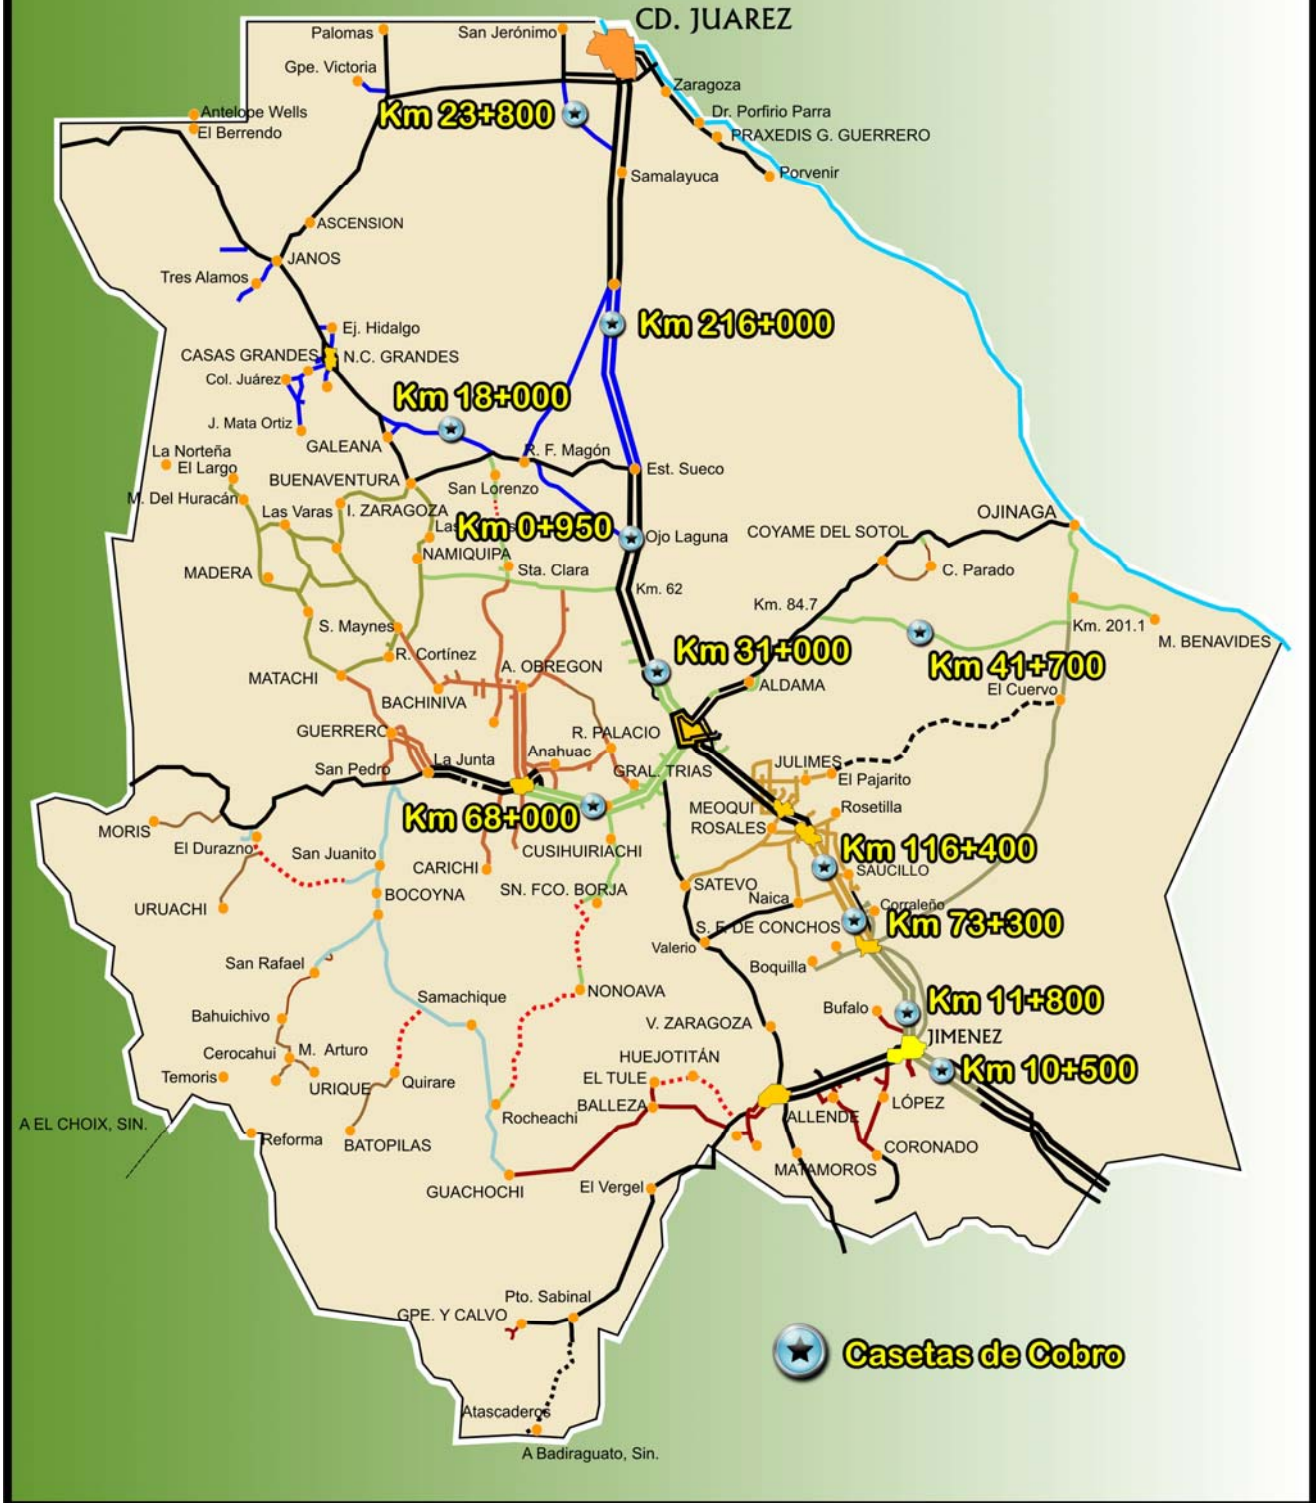 CD. JUAREZ
Palomas
San Jerónimo
Gpe. Victoria
Zaragoza
Antelope Wells
Km 23+800
Dr. Porfirio Parra
El Berrendo
PRAXEDIS G. GUERRERO
Samalayuca
Porvenir
ASCENSION
JANOS
Tres Alamos
Ej. Hidalgo
Km 216+000
CASAS GRANDES
N.C. GRANDES
Col. Juárez
Km 18+000
J. Mata Ortiz
GALEANA
La Norteña
R. F. Magón
El Largo
Est. Sueco
BUENAVENTURA
San Lorenzo
M. Del Huracán
Las Varas
I. ZARAGOZA
OJINAGA
Las
Km 0+950
Ojo Laguna
COYAME DEL SOTOL
NAMIQUIPA
MADERA
Sta. Clara
C. Parado
Km. 62
Km. 84.7
S. Maynes
Km. 201.1
M. BENAVIDES
R. Cortínez
Km 31+000
A. OBREGON
Km 41+700
MATACHI
ALDAMA
El Cuervo
BACHINIVA
GUERRERO
R. PALACIO
La Junta
Anahuac
JULIMES
San Pedro
GRAL. TRIAS
El Pajarito
MEOQUI
Rosetilla
Km 68+000
ROSALES
MORIS
El Durazno
San Juanito
CUSIHUIRIACHI
Km 116+400
CARICHI
SAUCILLO
BOCOYNA
SN. FCO. BORJA
SATEVO
Naica
URUACHI
Corraleño
S. F. DE CONCHOS
Km 73+300
Valerio
San Rafael
Boquilla
Samachique
NONOAVA
Km 11+800
Bufalo
Bahuichivo
V. ZARAGOZA
JIMENEZ
Cerocahui
M. Arturo
HUEJOTITÁN
Temoris
URIQUE
Quirare
EL TULE
Km 10+500
BALLEZA
LÓPEZ
A EL CHOIX, SIN.
Rocheachi
ALLENDE
Reforma
BATOPILAS
CORONADO
MATAMOROS
GUACHOCHI
El Vergel
Pto. Sabinal
GPE. Y CALVO
Casetas de Cobro
Atascaderos
A Badiraguato, Sin.